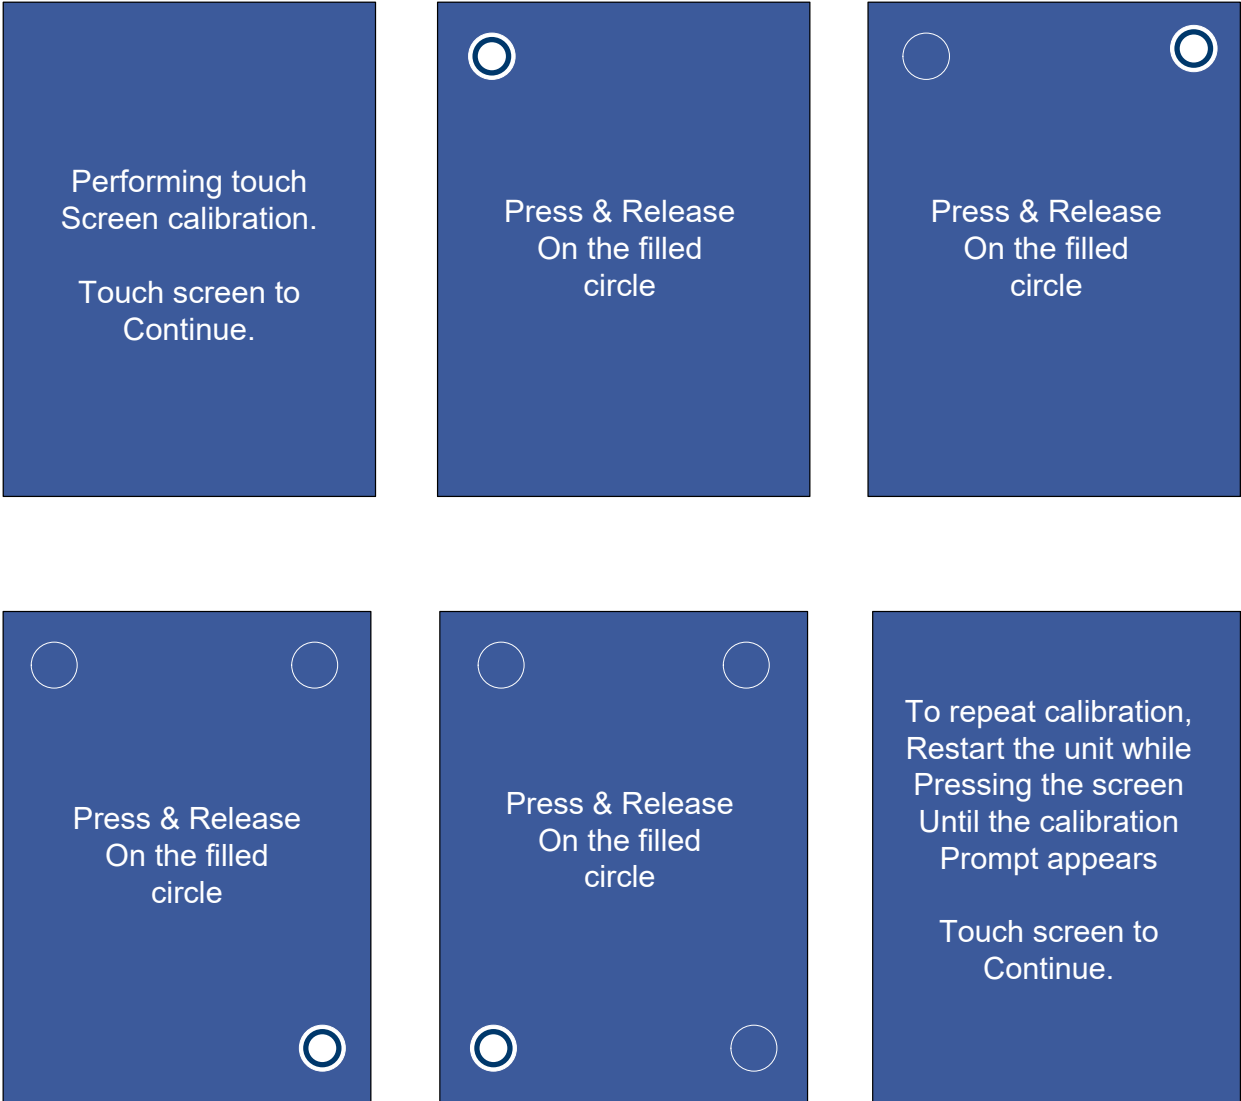 Performing touch
Screen calibration.
Touch screen to
Continue.
Press & Release
On the filled
circle
Press & Release
On the filled
circle
Press & Release
On the filled
circle
Press & Release
On the filled
circle
To repeat calibration,
Restart the unit while
Pressing the screen
Until the calibration
Prompt appears
Touch screen to
Continue.